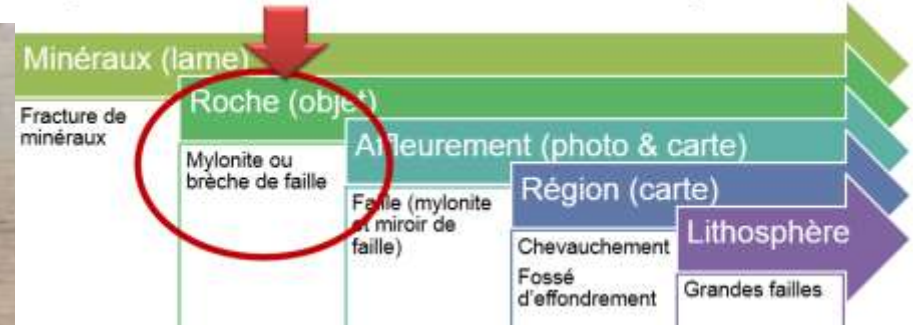 Minéraux (lame)
Fracture de
minéraux
Roche (objet)
Mylonite ou
brèche de faille
Affleurement (photo & carte)
Faille (mylonite
et miroir de
faille)
Région (carte)
Chevauchement
Fossé
d'effondrement
Lithosphère
Grandes failles